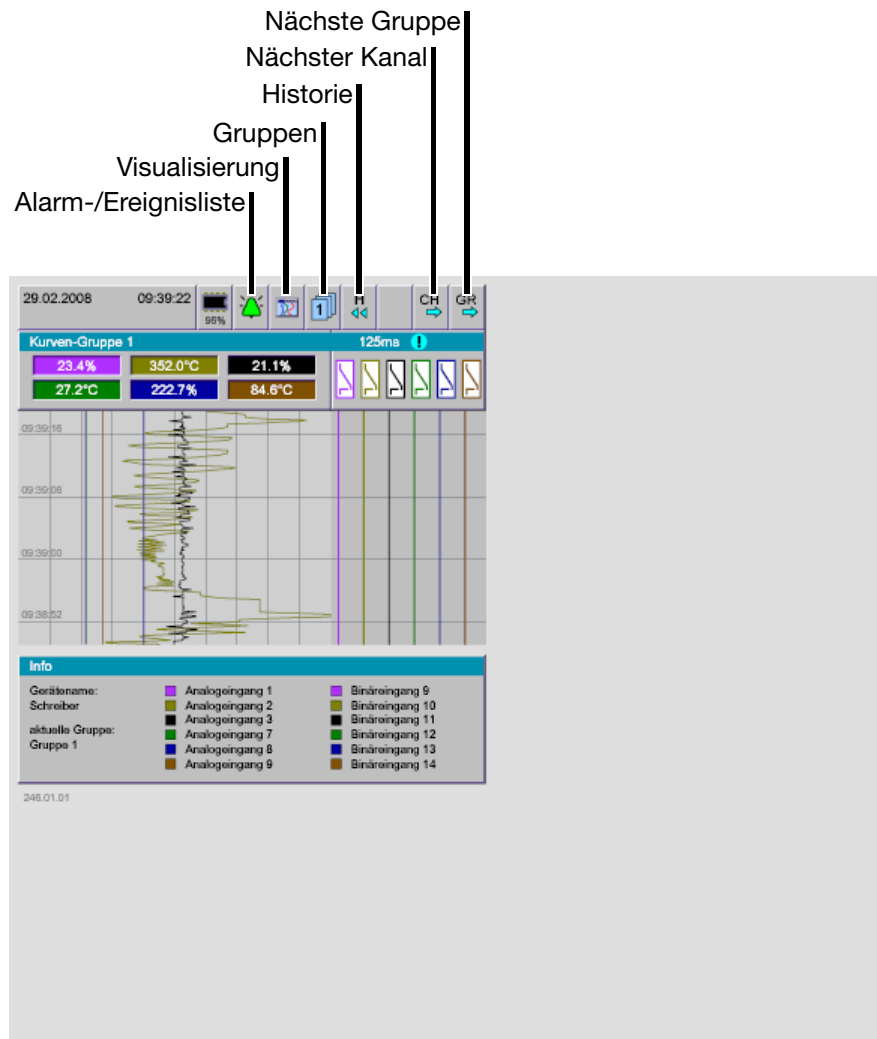 Nächste Gruppe
Nächster Kanal
Historie
Gruppen
Visualisierung
Alarm-/Ereignisliste
29.02.2008 09:39:22 96% 1 H CH GR
Kurven-Gruppe 1 125ms !
23.4% 352.0°C 21.1%
27.2°C 222.7% 84.6°C
09:39:16
09:39:08
09:39:00
09:38:52
Info
Gerätename:
Schreiber
aktuelle Gruppe:
Gruppe 1
Analogeingang 1
Analogeingang 2
Analogeingang 3
Analogeingang 7
Analogeingang 8
Analogeingang 9
Binäreingang 9
Binäreingang 10
Binäreingang 11
Binäreingang 12
Binäreingang 13
Binäreingang 14
246.01.01